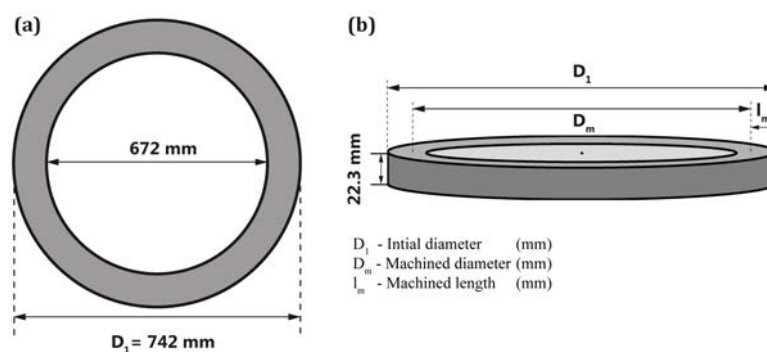 (a)
672 mm
D₁ = 742 mm
(b)
D₁
Dₘ
lₘ
22.3 mm
D₁ - Intial diameter (mm)
Dₘ - Machined diameter (mm)
lₘ - Machined length (mm)